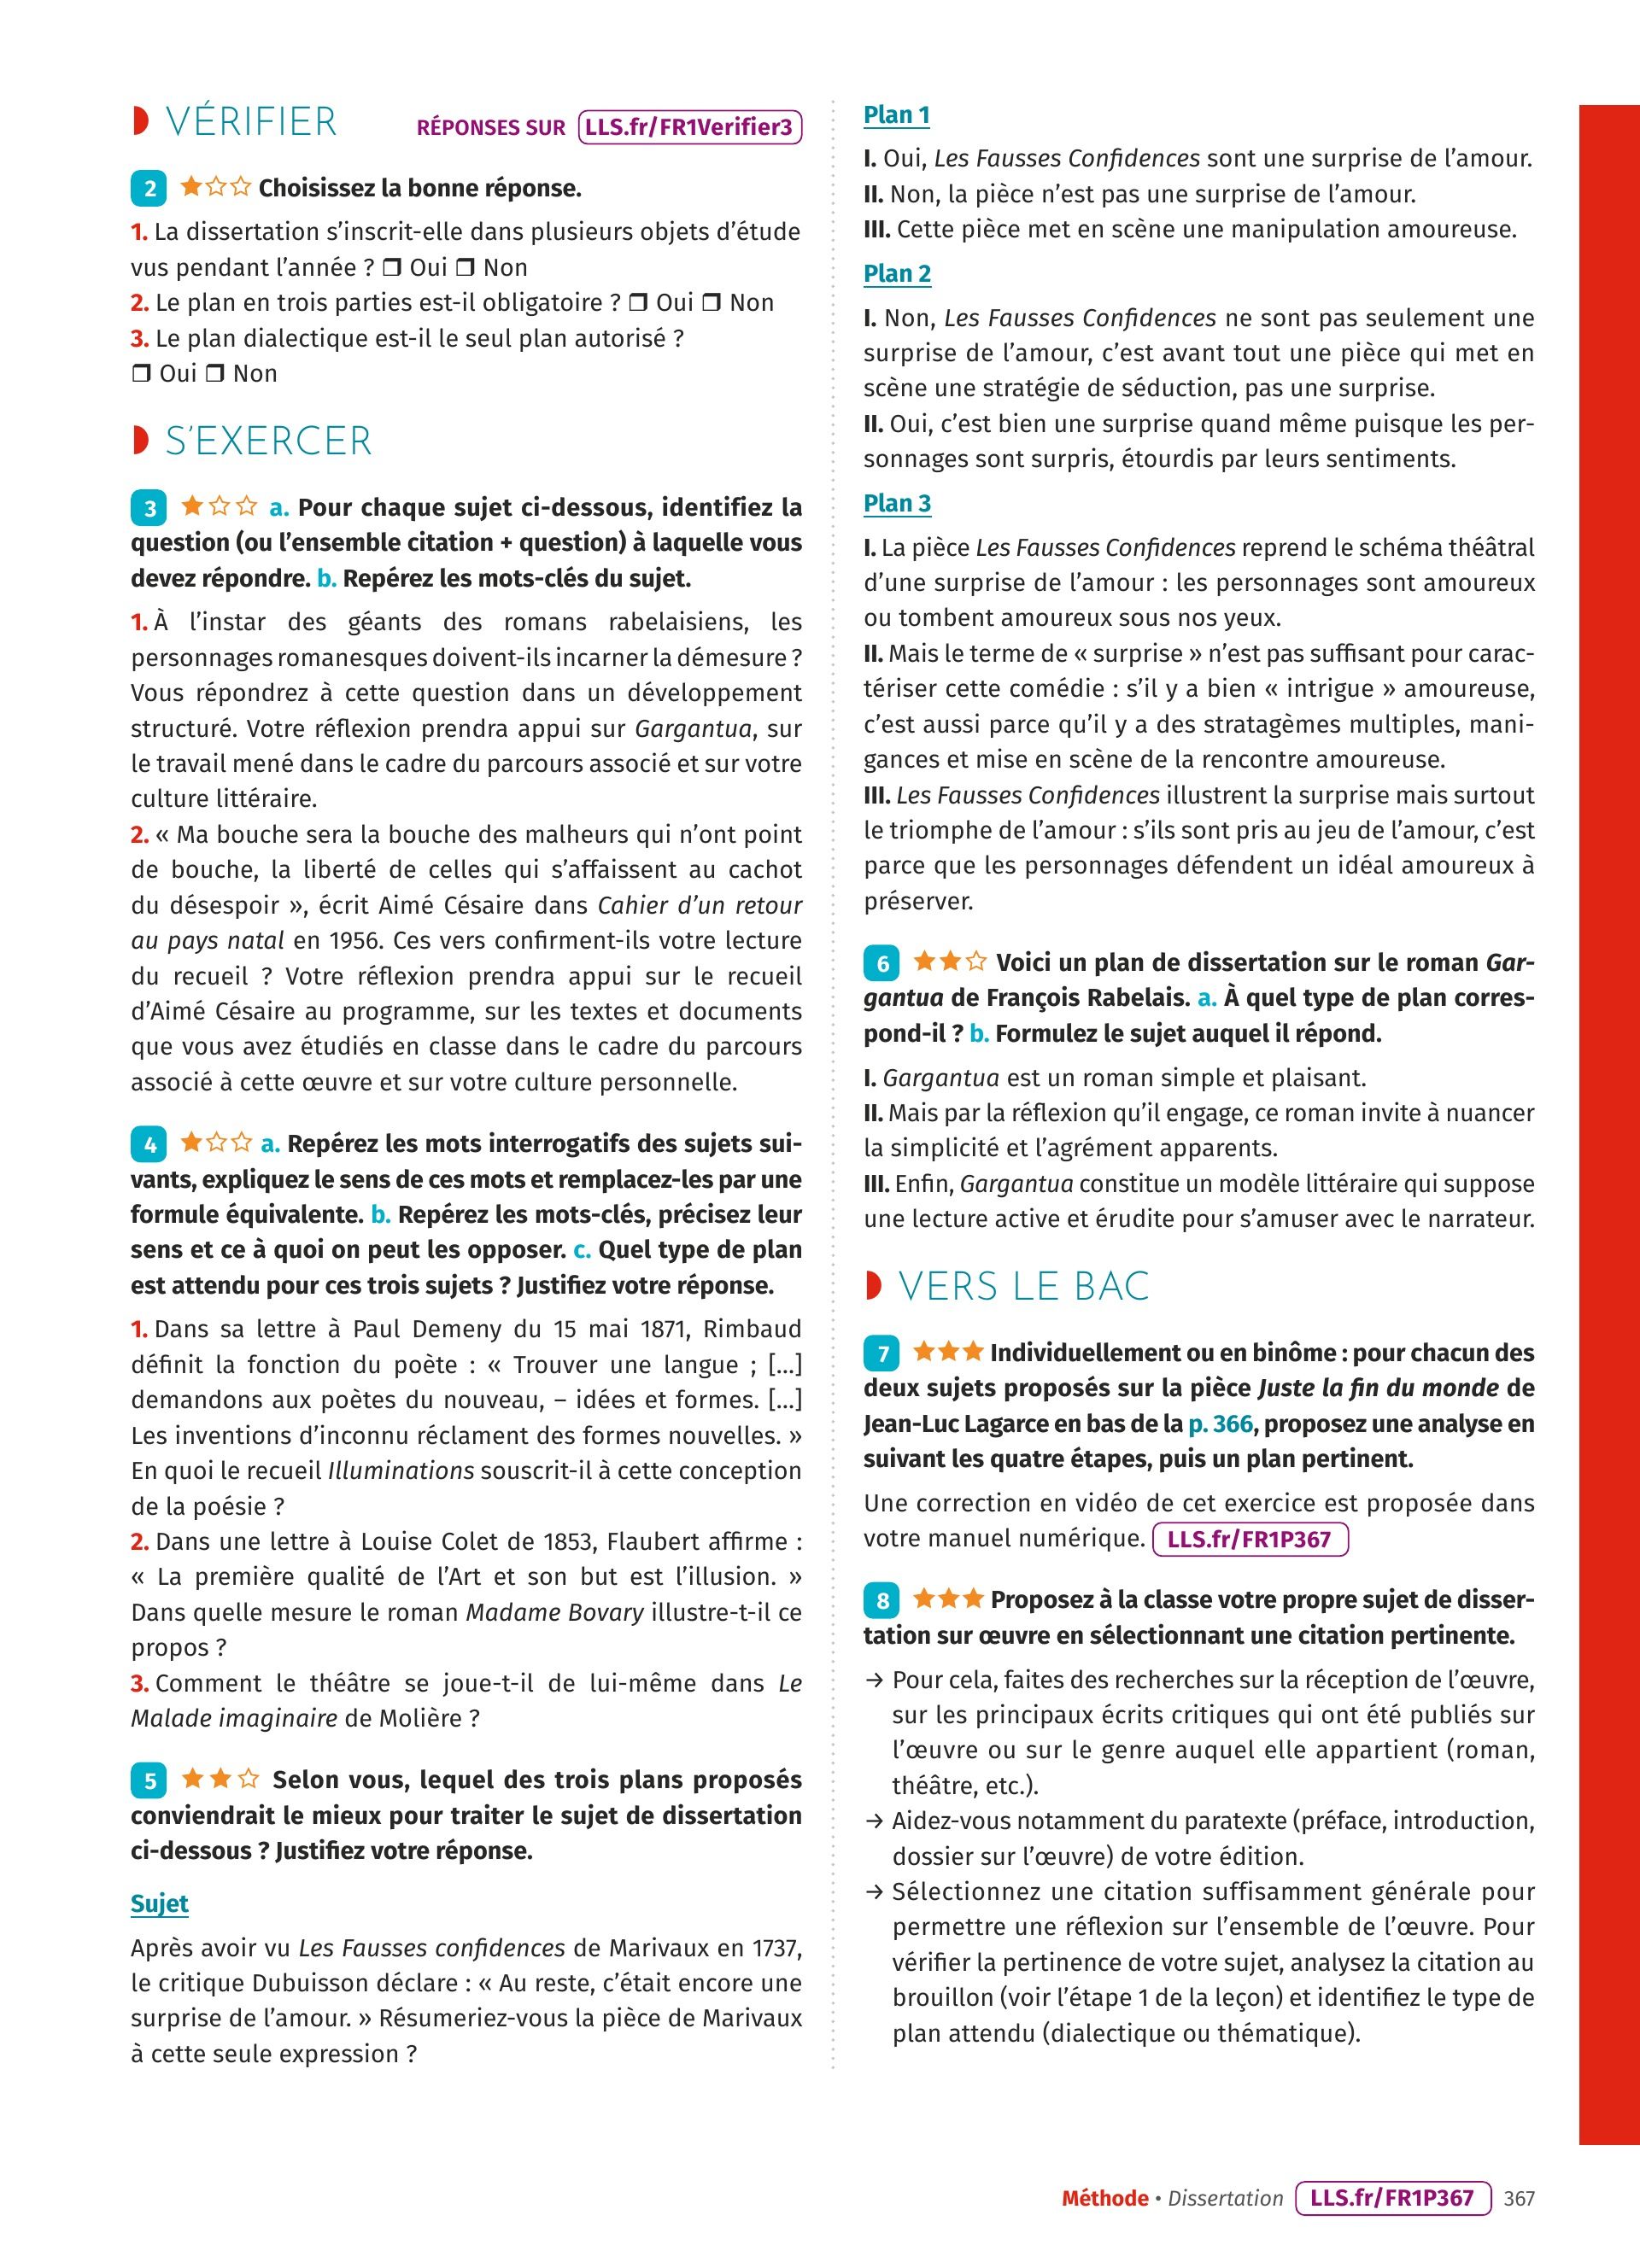 VÉRIFIER
RÉPONSES SUR LLS.fr/FR1Verifier3
2 ★☆☆ Choisissez la bonne réponse.
1. La dissertation s’inscrit-elle dans plusieurs objets d’étude
vus pendant l’année ? ❒ Oui ❒ Non
2. Le plan en trois parties est-il obligatoire ? ❒ Oui ❒ Non
3. Le plan dialectique est-il le seul plan autorisé ?
❒ Oui ❒ Non
S’EXERCER
3 ★☆☆ a. Pour chaque sujet ci-dessous, identifiez la
question (ou l’ensemble citation + question) à laquelle vous
devez répondre. b. Repérez les mots-clés du sujet.
1. À l’instar des géants des romans rabelaisiens, les
personnages romanesques doivent-ils incarner la démesure ?
Vous répondrez à cette question dans un développement
structuré. Votre réflexion prendra appui sur Gargantua, sur
le travail mené dans le cadre du parcours associé et sur votre
culture littéraire.
2. « Ma bouche sera la bouche des malheurs qui n’ont point
de bouche, la liberté de celles qui s’affaissent au cachot
du désespoir », écrit Aimé Césaire dans Cahier d’un retour
au pays natal en 1956. Ces vers confirment-ils votre lecture
du recueil ? Votre réflexion prendra appui sur le recueil
d’Aimé Césaire au programme, sur les textes et documents
que vous avez étudiés en classe dans le cadre du parcours
associé à cette œuvre et sur votre culture personnelle.
4 ★☆☆ a. Repérez les mots interrogatifs des sujets sui-
vants, expliquez le sens de ces mots et remplacez-les par une
formule équivalente. b. Repérez les mots-clés, précisez leur
sens et ce à quoi on peut les opposer. c. Quel type de plan
est attendu pour ces trois sujets ? Justifiez votre réponse.
1. Dans sa lettre à Paul Demeny du 15 mai 1871, Rimbaud
définit la fonction du poète : « Trouver une langue ; [...]
demandons aux poètes du nouveau, – idées et formes. [...]
Les inventions d’inconnu réclament des formes nouvelles. »
En quoi le recueil Illuminations souscrit-il à cette conception
de la poésie ?
2. Dans une lettre à Louise Colet de 1853, Flaubert affirme :
« La première qualité de l’Art et son but est l’illusion. »
Dans quelle mesure le roman Madame Bovary illustre-t-il ce
propos ?
3. Comment le théâtre se joue-t-il de lui-même dans Le
Malade imaginaire de Molière ?
5 ★★☆ Selon vous, lequel des trois plans proposés
conviendrait le mieux pour traiter le sujet de dissertation
ci-dessous ? Justifiez votre réponse.
Sujet
Après avoir vu Les Fausses confidences de Marivaux en 1737,
le critique Dubuisson déclare : « Au reste, c’était encore une
surprise de l’amour. » Résumeriez-vous la pièce de Marivaux
à cette seule expression ?
Plan 1
I. Oui, Les Fausses Confidences sont une surprise de l’amour.
II. Non, la pièce n’est pas une surprise de l’amour.
III. Cette pièce met en scène une manipulation amoureuse.
Plan 2
I. Non, Les Fausses Confidences ne sont pas seulement une
surprise de l’amour, c’est avant tout une pièce qui met en
scène une stratégie de séduction, pas une surprise.
II. Oui, c’est bien une surprise quand même puisque les per-
sonnages sont surpris, étourdis par leurs sentiments.
Plan 3
I. La pièce Les Fausses Confidences reprend le schéma théâtral
d’une surprise de l’amour : les personnages sont amoureux
ou tombent amoureux sous nos yeux.
II. Mais le terme de « surprise » n’est pas suffisant pour carac-
tériser cette comédie : s’il y a bien « intrigue » amoureuse,
c’est aussi parce qu’il y a des stratagèmes multiples, mani-
gances et mise en scène de la rencontre amoureuse.
III. Les Fausses Confidences illustrent la surprise mais surtout
le triomphe de l’amour : s’ils sont pris au jeu de l’amour, c’est
parce que les personnages défendent un idéal amoureux à
préserver.
6 ★★☆ Voici un plan de dissertation sur le roman Gar-
gantua de François Rabelais. a. À quel type de plan corres-
pond-il ? b. Formulez le sujet auquel il répond.
I. Gargantua est un roman simple et plaisant.
II. Mais par la réflexion qu’il engage, ce roman invite à nuancer
la simplicité et l’agrément apparents.
III. Enfin, Gargantua constitue un modèle littéraire qui suppose
une lecture active et érudite pour s’amuser avec le narrateur.
VERS LE BAC
7 ★★★ Individuellement ou en binôme : pour chacun des
deux sujets proposés sur la pièce Juste la fin du monde de
Jean-Luc Lagarce en bas de la p. 366, proposez une analyse en
suivant les quatre étapes, puis un plan pertinent.
Une correction en vidéo de cet exercice est proposée dans
votre manuel numérique. LLS.fr/FR1P367
8 ★★★ Proposez à la classe votre propre sujet de disser-
tation sur œuvre en sélectionnant une citation pertinente.
→ Pour cela, faites des recherches sur la réception de l’œuvre,
sur les principaux écrits critiques qui ont été publiés sur
l’œuvre ou sur le genre auquel elle appartient (roman,
théâtre, etc.).
→ Aidez-vous notamment du paratexte (préface, introduction,
dossier sur l’œuvre) de votre édition.
→ Sélectionnez une citation suffisamment générale pour
permettre une réflexion sur l’ensemble de l’œuvre. Pour
vérifier la pertinence de votre sujet, analysez la citation au
brouillon (voir l’étape 1 de la leçon) et identifiez le type de
plan attendu (dialectique ou thématique).
Méthode • Dissertation LLS.fr/FR1P367 367